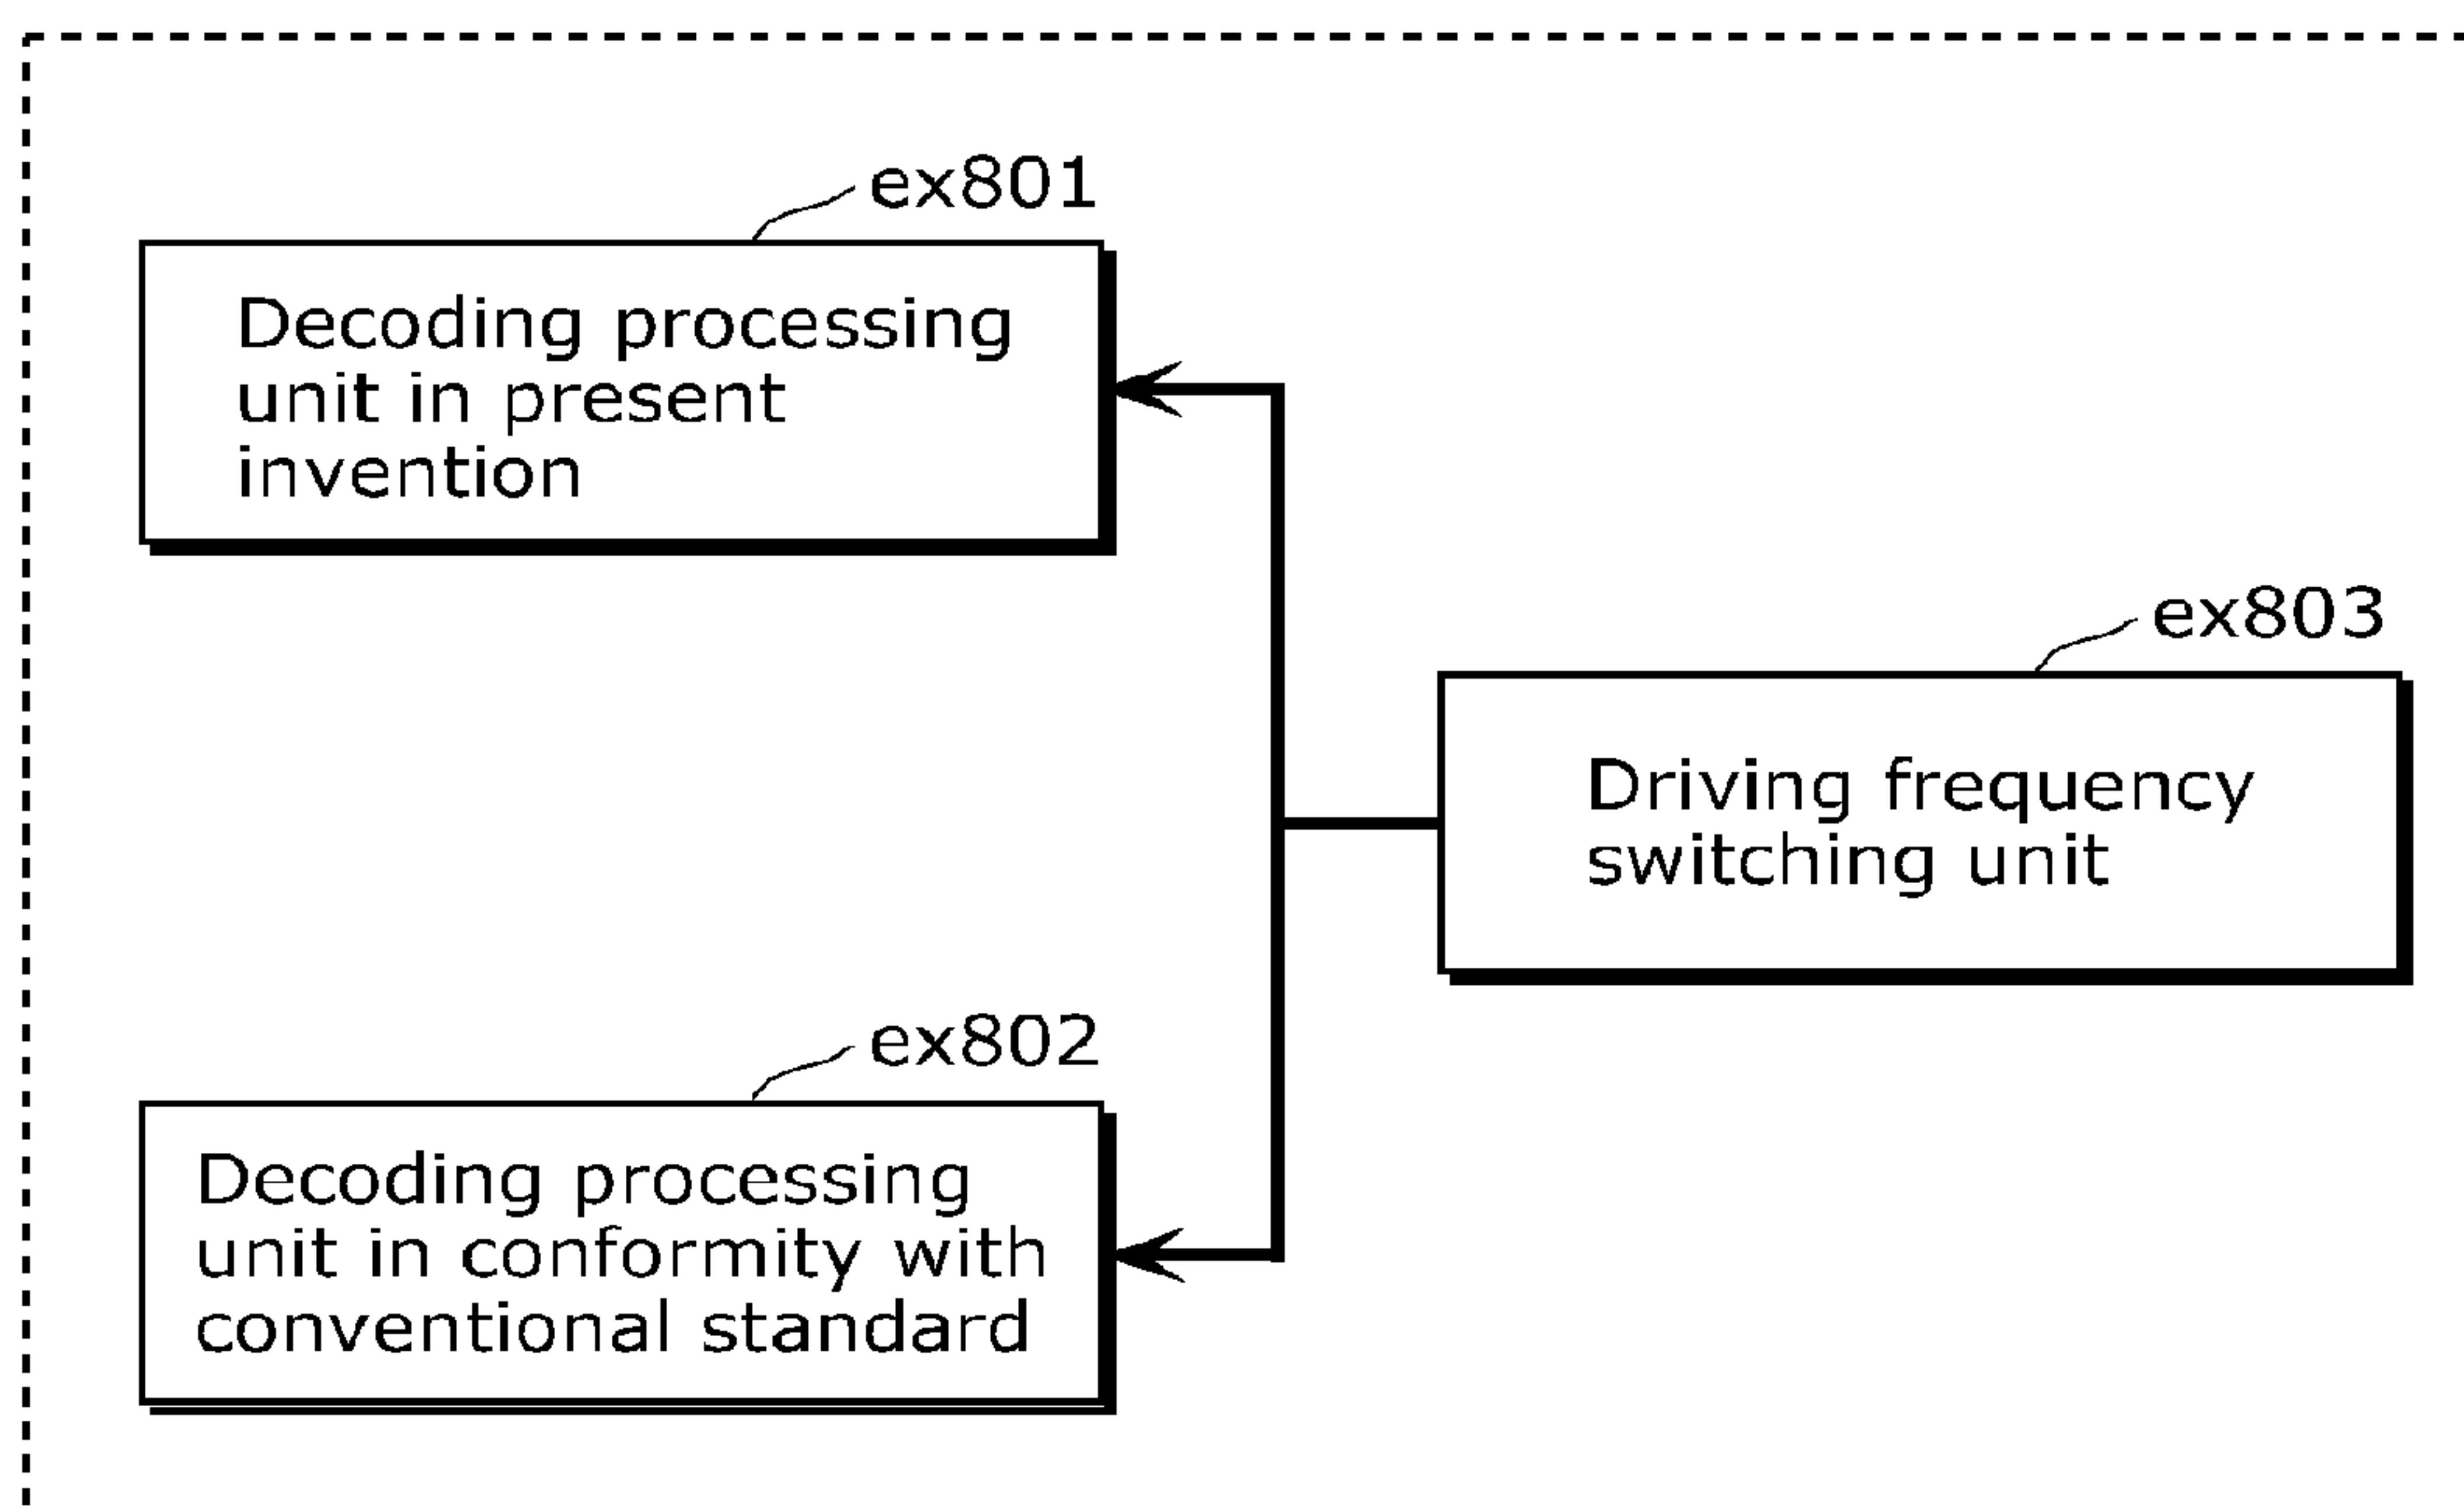 ex801
Decoding processing
unit in present
invention
ex803
Driving frequency
switching unit
ex802
Decoding processing
unit in conformity with
conventional standard